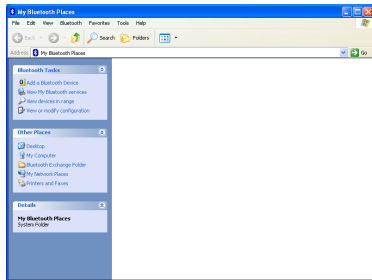 My Bluetooth Places
File Edit View Bluetooth Favorites Tools Help
Back Search Folders
Address My Bluetooth Places Go
Bluetooth Tasks
Add a Bluetooth Device
View My Bluetooth services
View devices in range
View or modify configuration
Other Places
Desktop
My Computer
Bluetooth Exchange Folder
My Network Places
Printers and Faxes
Details
My Bluetooth Places
System Folder